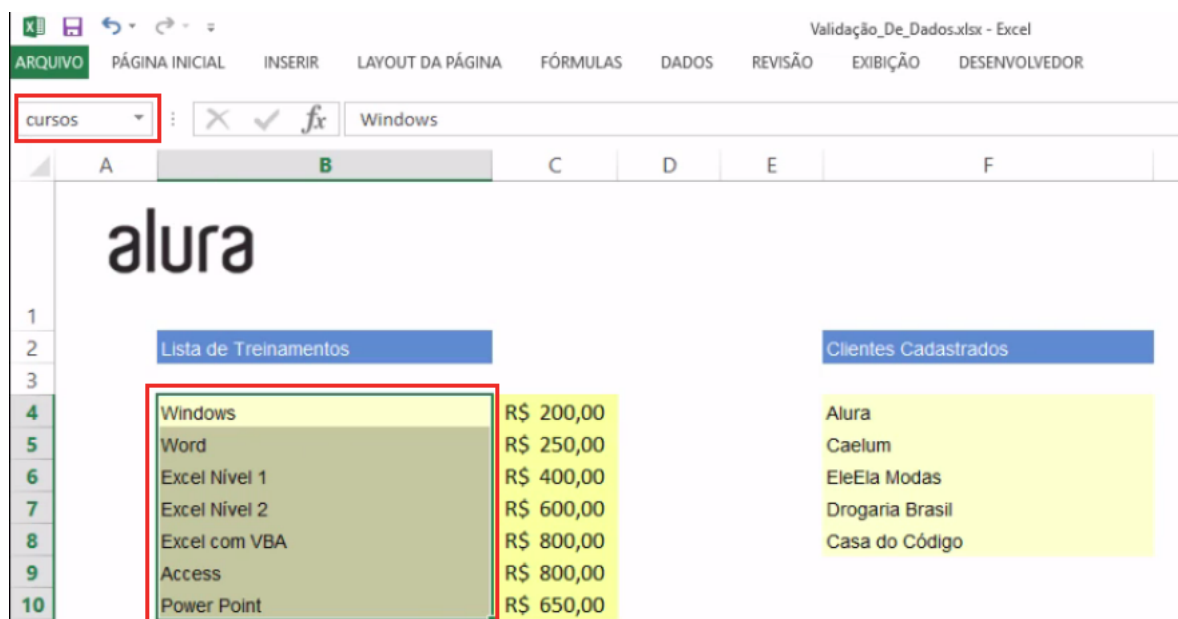 Validação_De_Dados.xlsx - Excel
ARQUIVO PÁGINA INICIAL INSERIR LAYOUT DA PÁGINA FÓRMULAS DADOS REVISÃO EXIBIÇÃO DESENVOLVEDOR
cursos fx Windows
A B C D E F
alura
1
2 Lista de Treinamentos Clientes Cadastrados
3
4 Windows R$ 200,00 Alura
5 Word R$ 250,00 Caelum
6 Excel Nível 1 R$ 400,00 EleEla Modas
7 Excel Nível 2 R$ 600,00 Drogaria Brasil
8 Excel com VBA R$ 800,00 Casa do Código
9 Access R$ 800,00
10 Power Point R$ 650,00